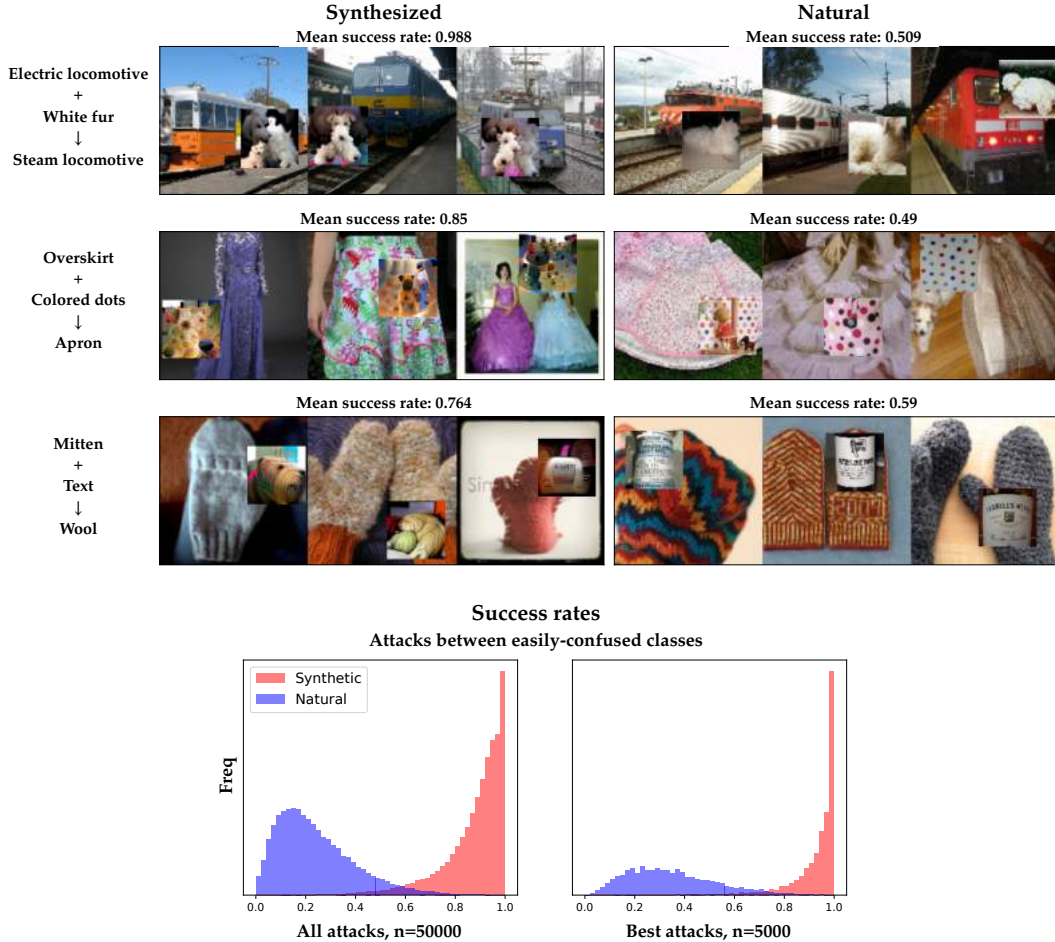 Synthesized
Natural
Mean success rate: 0.988
Mean success rate: 0.509
Electric locomotive
+
White fur
↓
Steam locomotive
Mean success rate: 0.85
Mean success rate: 0.49
Overskirt
+
Colored dots
↓
Apron
Mean success rate: 0.764
Mean success rate: 0.59
Mitten
+
Text
↓
Wool
Success rates
Attacks between easily-confused classes
Synthetic
Natural
Freq
0.0 0.2 0.4 0.6 0.8 1.0
0.0 0.2 0.4 0.6 0.8 1.0
All attacks, n=50000
Best attacks, n=5000